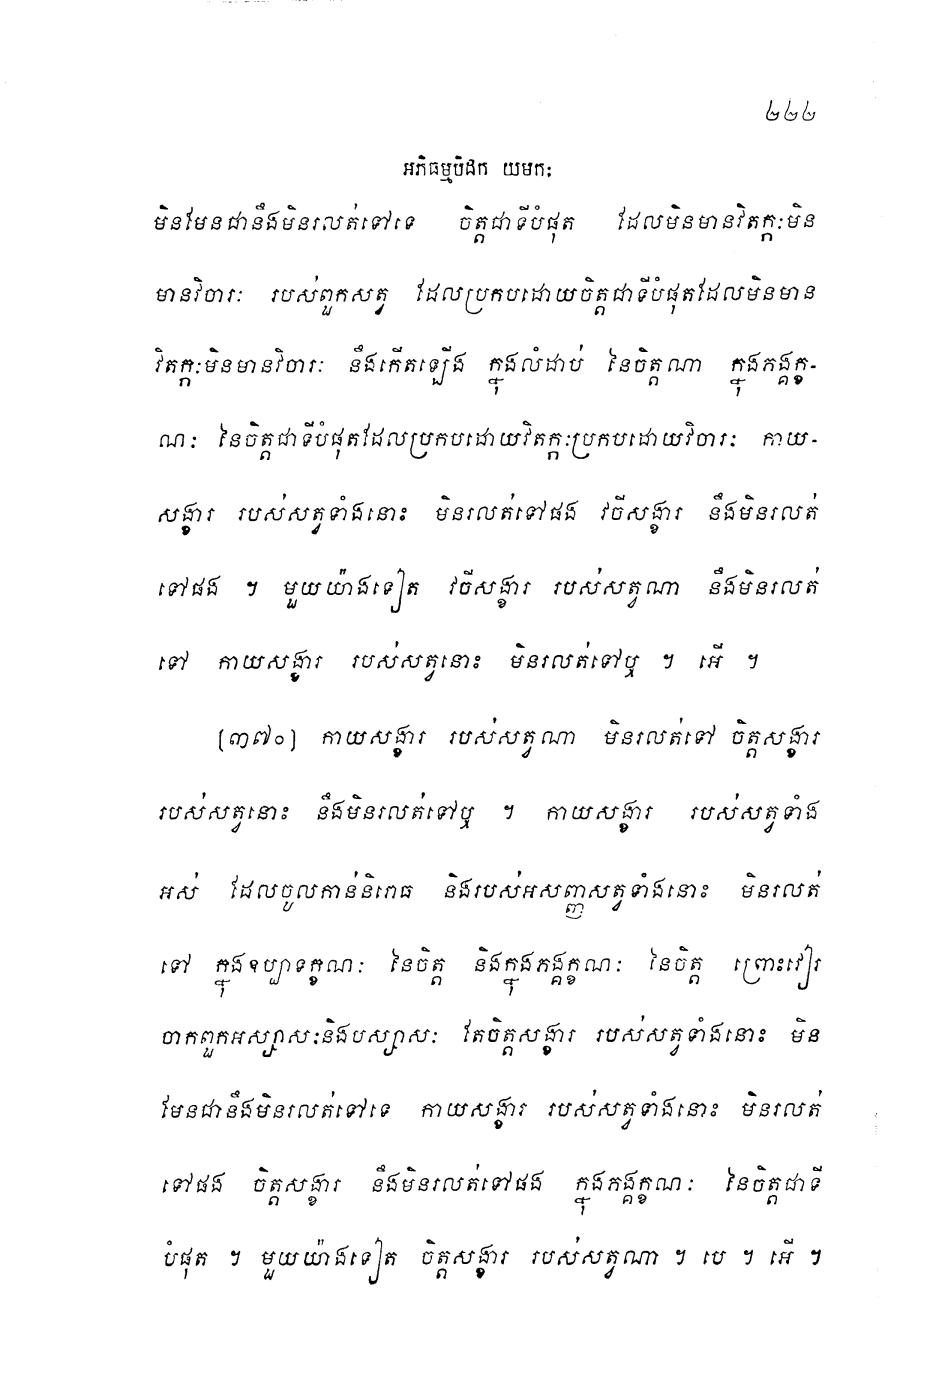 ២២២
អភិធម្មបិដក យមកៈ
មិនមែនជានឹងមិនរលត់ទៅទេ ចិត្តជាទីបំផុត ដែលមិនមានវិតក្កៈមិន
មានវិចារៈ របស់ពួកសត្វ ដែលប្រកបដោយចិត្តជាទីបំផុតដែលមិនមាន
វិតក្កៈមិនមានវិចារៈ នឹងកើតឡើង ក្នុងលំដាប់ នៃចិត្តណា ក្នុងភង្គក្ខ-
ណៈ នៃចិត្តជាទីបំផុតដែលប្រកបដោយវិតក្កៈប្រកបដោយវិចារៈ កាយ-
សង្ខារ របស់សត្វទាំងនោះ មិនរលត់ទៅផង វចីសង្ខារ នឹងមិនរលត់
ទៅផង ។ មួយយ៉ាងទៀត វចីសង្ខារ របស់សត្វណា នឹងមិនរលត់
ទៅ កាយសង្ខារ របស់សត្វនោះ មិនរលត់ទៅឬ ។ អើ ។
(៣៧០) កាយសង្ខារ របស់សត្វណា មិនរលត់ទៅ ចិត្តសង្ខារ
របស់សត្វនោះ នឹងមិនរលត់ទៅឬ ។ កាយសង្ខារ របស់សត្វទាំង
អស់ ដែលចូលកាន់និរោធ និងរបស់អសញ្ញសត្វទាំងនោះ មិនរលត់
ទៅ ក្នុងឧប្បាទក្ខណៈ នៃចិត្ត និងក្នុងភង្គក្ខណៈ នៃចិត្ត ព្រោះវៀរ
ចាកពួកអស្សាសៈនិងបស្សាសៈ តែចិត្តសង្ខារ របស់សត្វទាំងនោះ មិន
មែនជានឹងមិនរលត់ទៅទេ កាយសង្ខារ របស់សត្វទាំងនោះ មិនរលត់
ទៅផង ចិត្តសង្ខារ នឹងមិនរលត់ទៅផង ក្នុងភង្គក្ខណៈ នៃចិត្តជាទី
បំផុត ។ មួយយ៉ាងទៀត ចិត្តសង្ខារ របស់សត្វណា ។ បេ ។ អើ ។